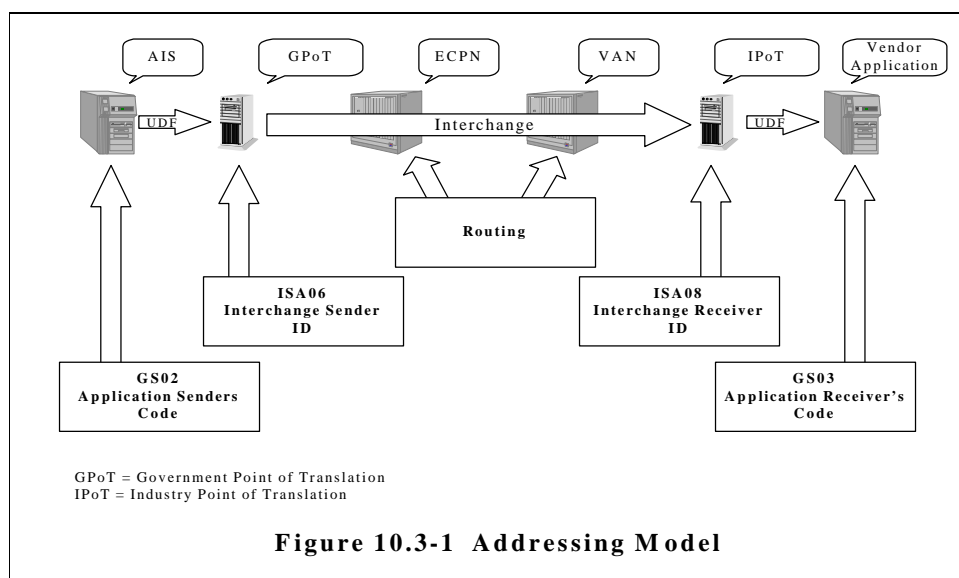 AIS
GPoT
ECPN
VAN
IPoT
Vendor
Application
UDF
Interchange
UDF
Routing
ISA06
Interchange Sender
ID
ISA08
Interchange Receiver
ID
GS02
Application Senders
Code
GS03
Application Receiver's
Code
GPoT = Government Point of Translation
IPoT = Industry Point of Translation
Figure 10.3-1 Addressing Model